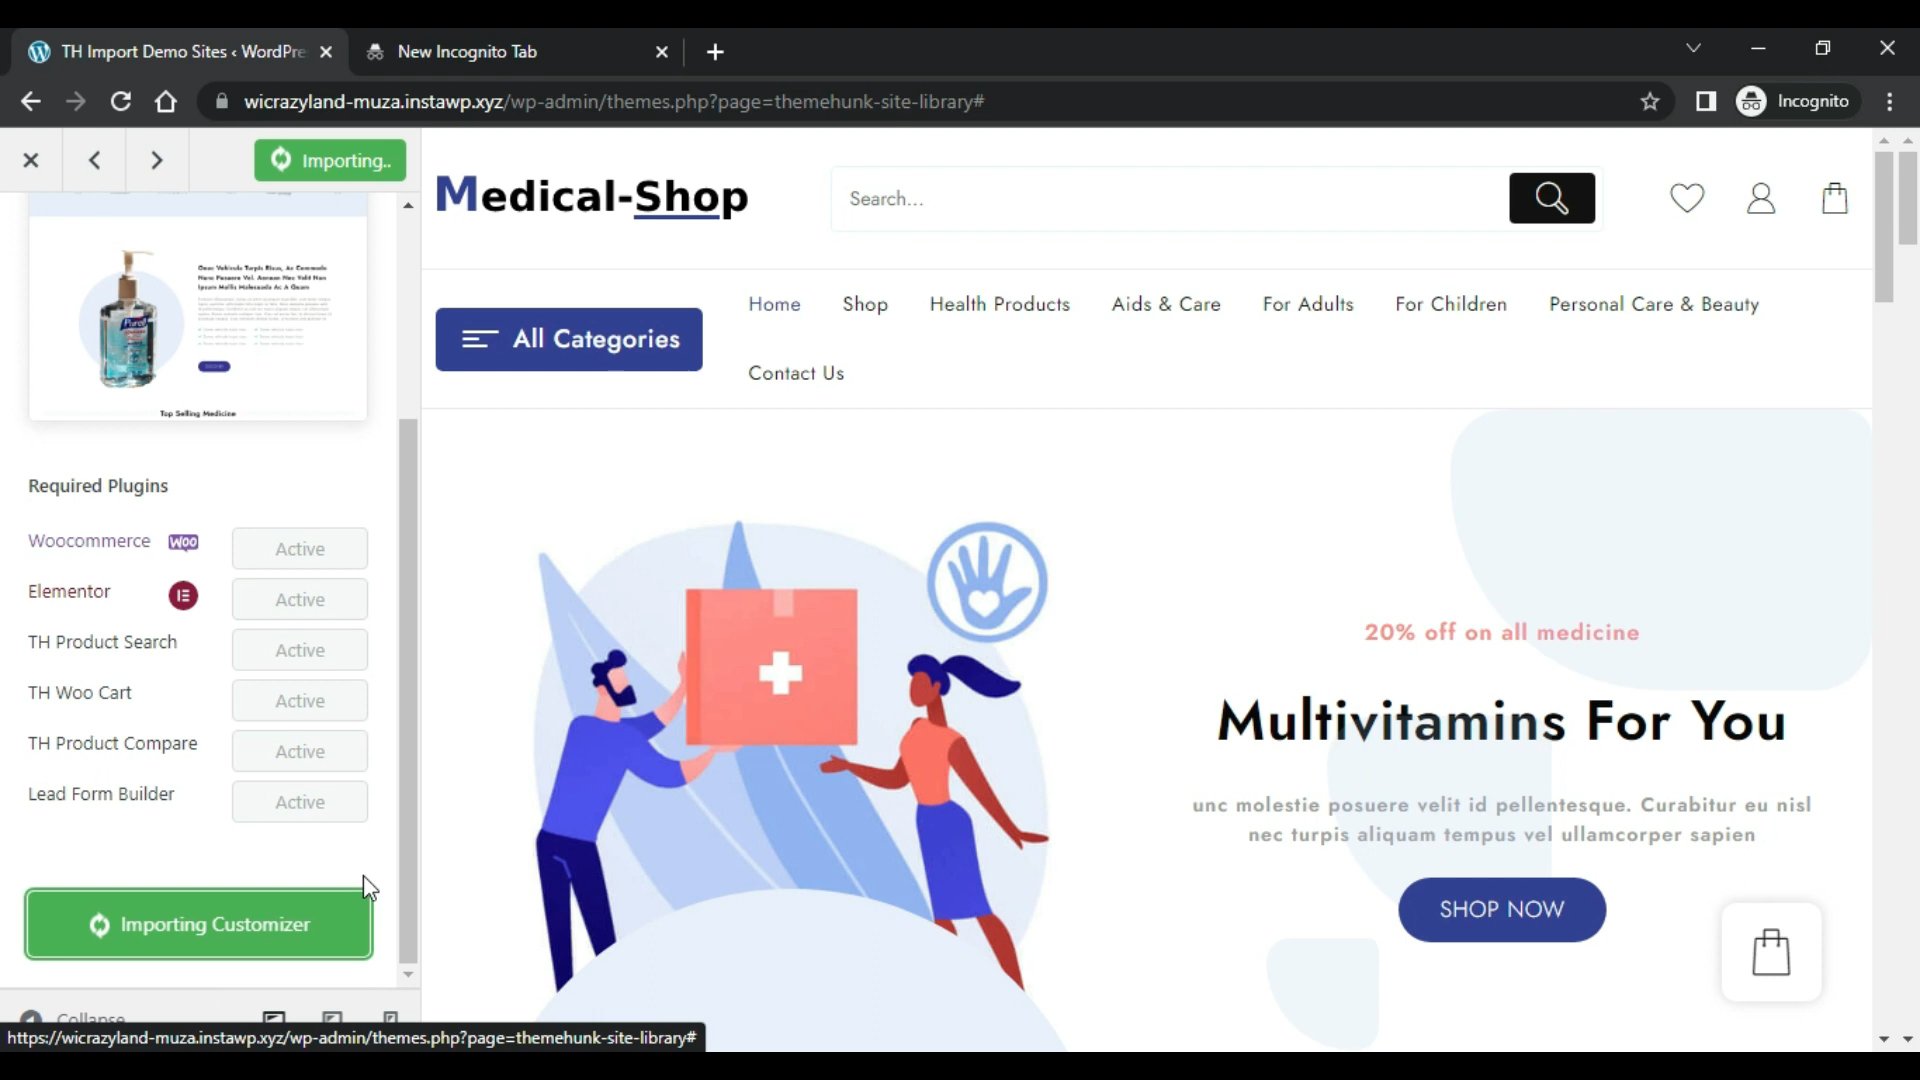 TH Import Demo Sites ‹ WordPre
New Incognito Tab
wicrazyland-muza.instawp.xyz/wp-admin/themes.php?page=themehunk-site-library#
Incognito
Importing..
Medical-Shop
Search...
All Categories
Home
Shop
Health Products
Aids & Care
For Adults
For Children
Personal Care & Beauty
Contact Us
Top Selling Medicine
Required Plugins
Woocommerce
Woo
Active
Elementor
Active
TH Product Search
Active
TH Woo Cart
Active
TH Product Compare
Active
Lead Form Builder
Active
Importing Customizer
Collapse
20% off on all medicine
Multivitamins For You
unc molestie posuere velit id pellentesque. Curabitur eu nisl
nec turpis aliquam tempus vel ullamcorper sapien
SHOP NOW
https://wicrazyland-muza.instawp.xyz/wp-admin/themes.php?page=themehunk-site-library#